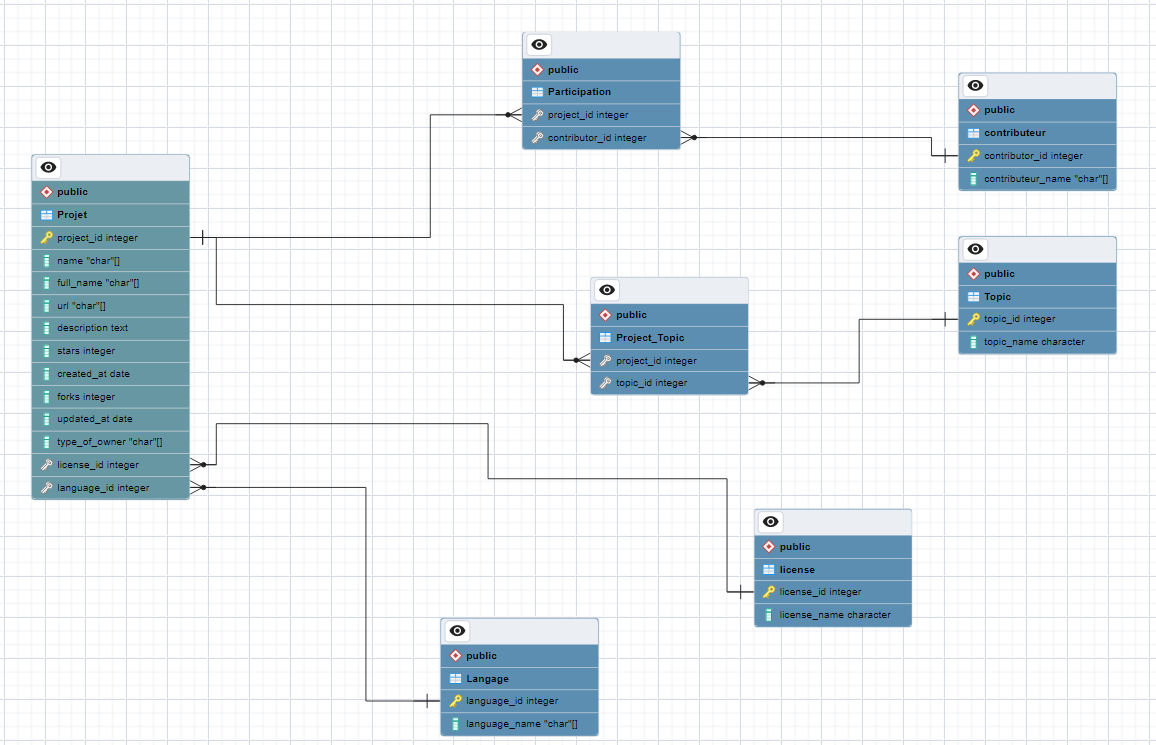 public
Participation
project_id integer
contributor_id integer
public
contributeur
contributor_id integer
contributeur_name "char"[]
public
Projet
project_id integer
name "char"[]
full_name "char"[]
url "char"[]
description text
stars integer
created_at date
forks integer
updated_at date
type_of_owner "char"[]
license_id integer
language_id integer
public
Topic
topic_id integer
topic_name character
public
Project_Topic
project_id integer
topic_id integer
public
license
license_id integer
license_name character
public
Langage
language_id integer
language_name "char"[]